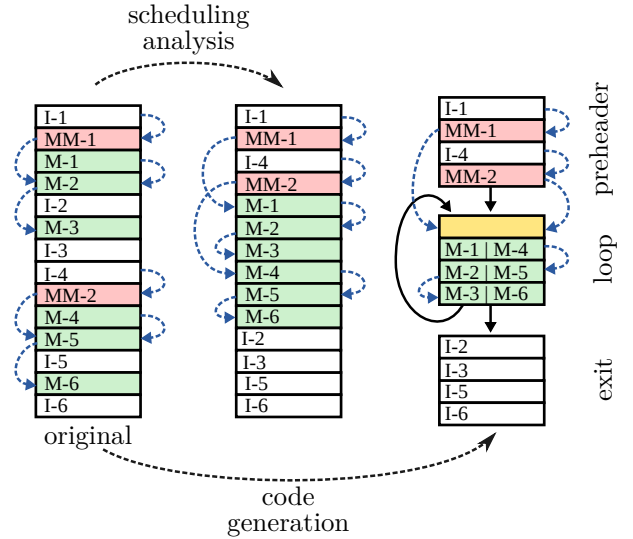 scheduling
analysis
I-1
MM-1
M-1
M-2
I-2
M-3
I-3
I-4
MM-2
M-4
M-5
I-5
M-6
I-6
original
I-1
MM-1
I-4
MM-2
M-1
M-2
M-3
M-4
M-5
M-6
I-2
I-3
I-5
I-6
I-1
MM-1
I-4
MM-2
preheader
M-1 | M-4
M-2 | M-5
M-3 | M-6
loop
I-2
I-3
I-5
I-6
exit
code
generation